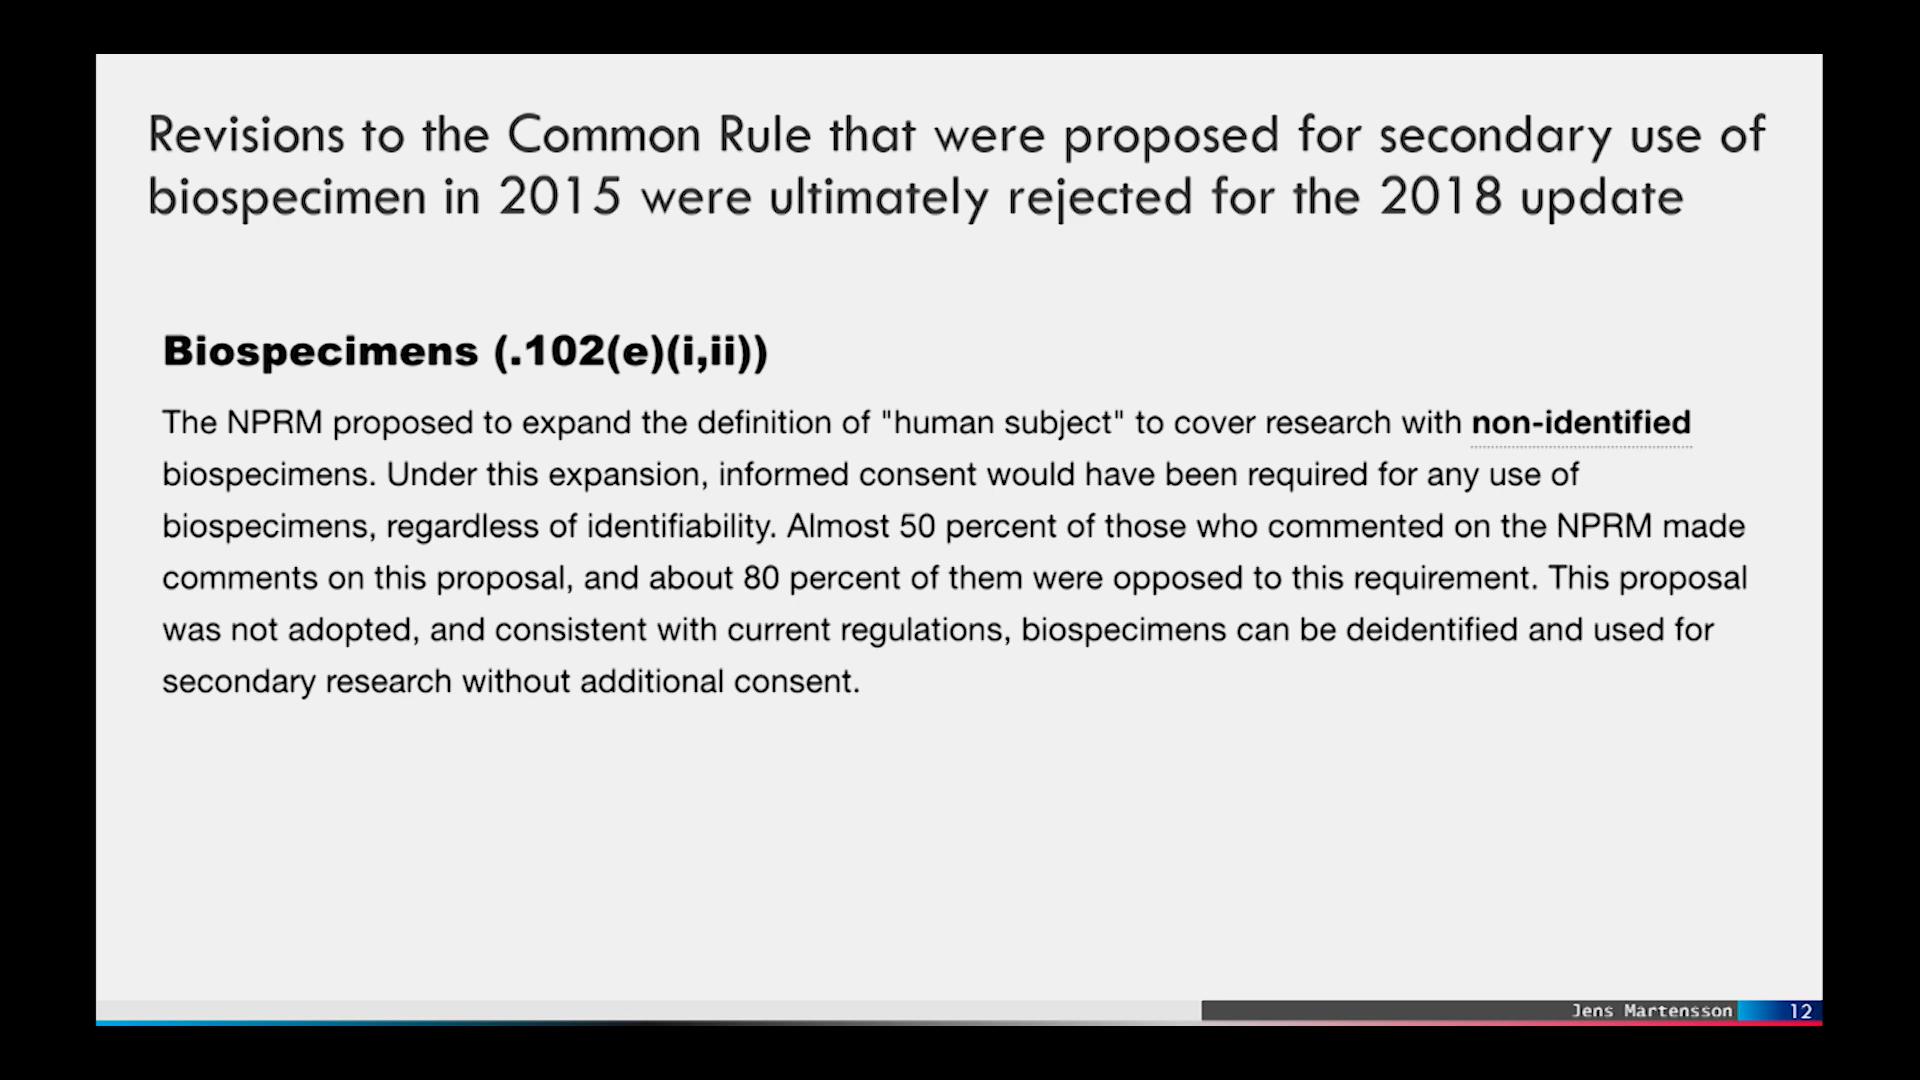 Revisions to the Common Rule that were proposed for secondary use of
biospecimen in 2015 were ultimately rejected for the 2018 update
Biospecimens (.102(e)(i,ii))
The NPRM proposed to expand the definition of "human subject" to cover research with non-identified
biospecimens. Under this expansion, informed consent would have been required for any use of
biospecimens, regardless of identifiability. Almost 50 percent of those who commented on the NPRM made
comments on this proposal, and about 80 percent of them were opposed to this requirement. This proposal
was not adopted, and consistent with current regulations, biospecimens can be deidentified and used for
secondary research without additional consent.
Jens Martensson 12